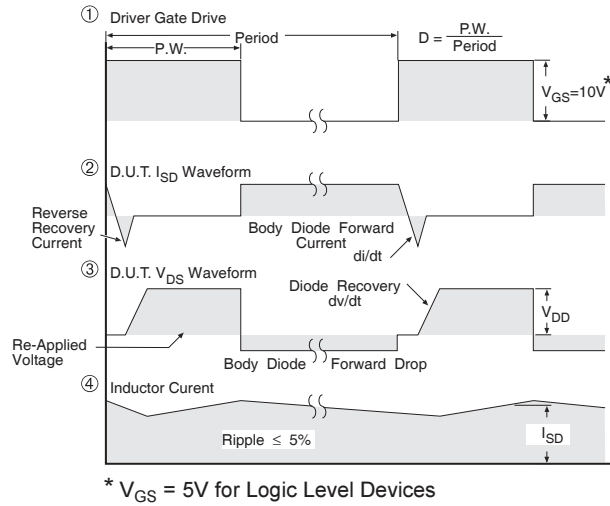 ① Driver Gate Drive
P.W.
Period
D = P.W.
Period
V_GS=10V*
② D.U.T. I_SD Waveform
Reverse
Recovery
Current
Body Diode Forward
Current
di/dt
③ D.U.T. V_DS Waveform
Diode Recovery
dv/dt
V_DD
Re-Applied
Voltage
Body Diode Forward Drop
④ Inductor Curent
Ripple ≤ 5%
I_SD
* V_GS = 5V for Logic Level Devices